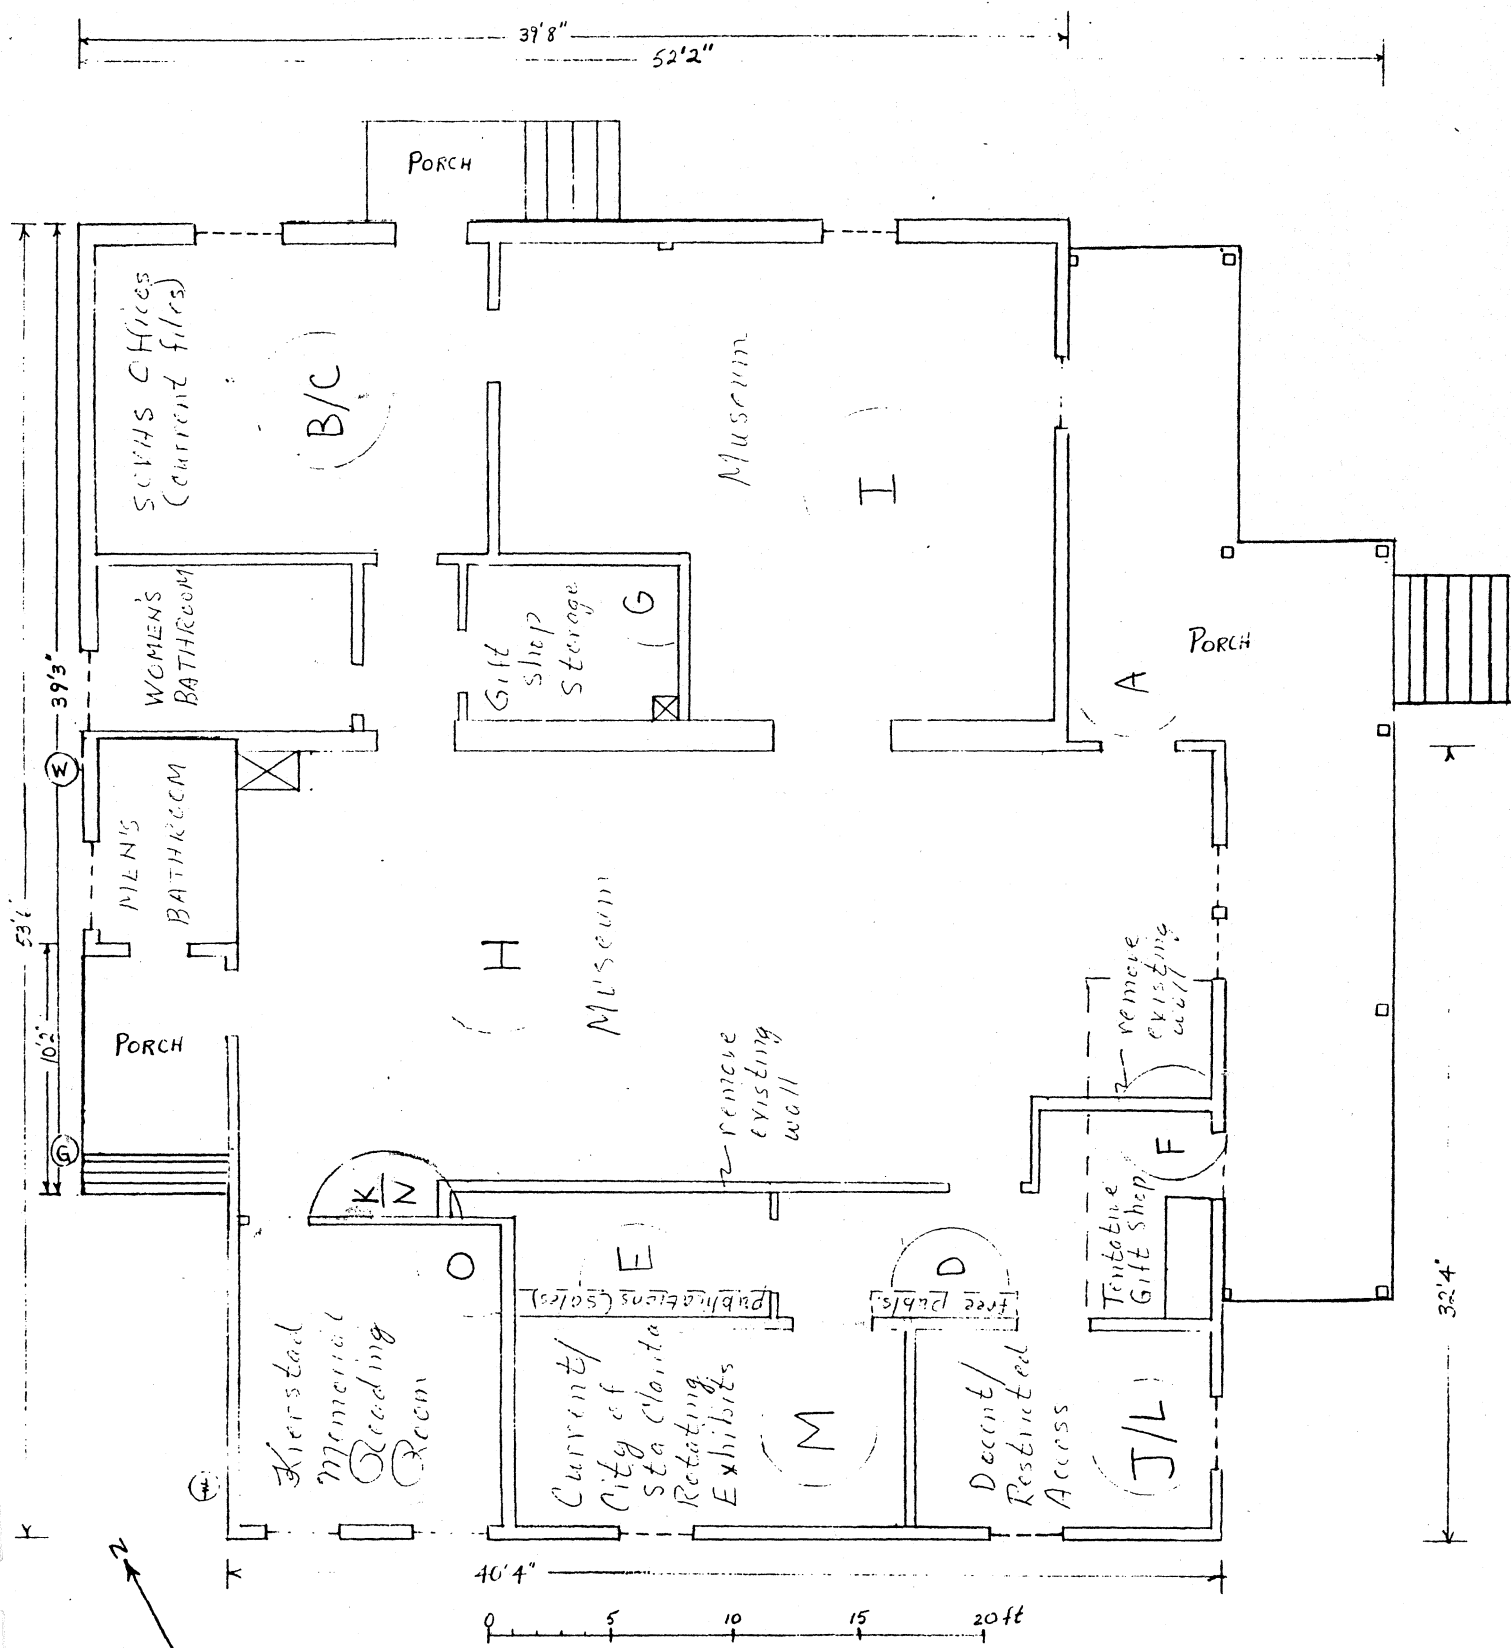 39'8"
52'2"
PORCH
SCVHS Offices
(current files)
B/C
Museum
I
WOMEN'S
BATHROOM
39'3"
Gift
Shop
Storage
G
A
PORCH
W
MEN'S
BATHROOM
H
Museum
remove
existing
wall
remove
existing
wall
10'2"
PORCH
G
K
N
F
Tentative
Gift Shop
O
E
publications (sales)
D
free publs.
Kierstad
Memorial
Reading
Room
Current/
City of
Sta Clarita
Rotating
Exhibits
M
Docent/
Restricted
Access
J/L
32'4"
N
40'4"
0 5 10 15 20 ft